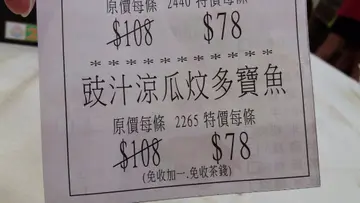 原價每條 2440 特價每條
$108 $78
* * * * * * * * * * * *
豉汁涼瓜炆多寶魚
原價每條 2265 特價每條
$108 $78
(免收加一.免收茶錢)